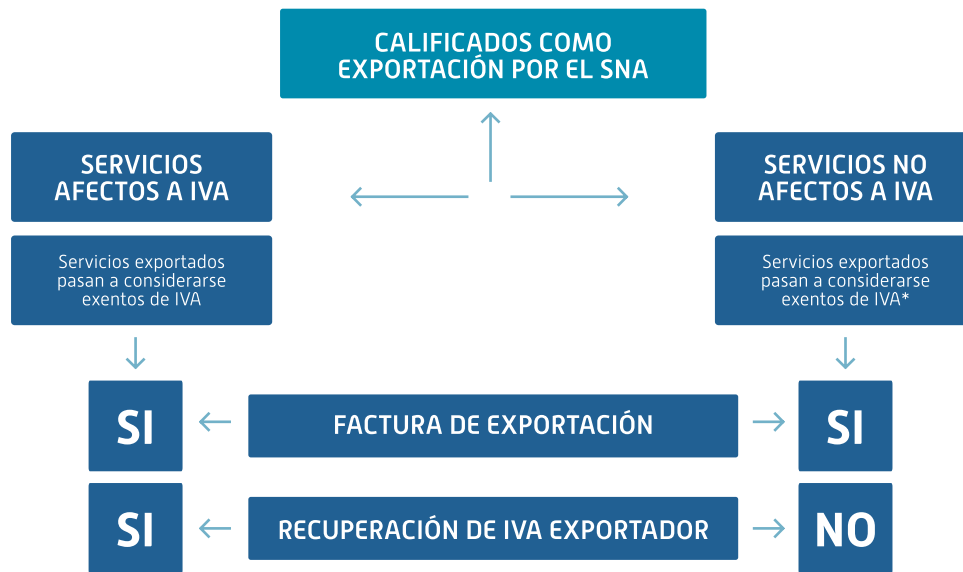 CALIFICADOS COMO
EXPORTACIÓN POR EL SNA
SERVICIOS
AFECTOS A IVA
SERVICIOS NO
AFECTOS A IVA
Servicios exportados
pasan a considerarse
exentos de IVA
Servicios exportados
pasan a considerarse
exentos de IVA*
SI
FACTURA DE EXPORTACIÓN
SI
SI
RECUPERACIÓN DE IVA EXPORTADOR
NO